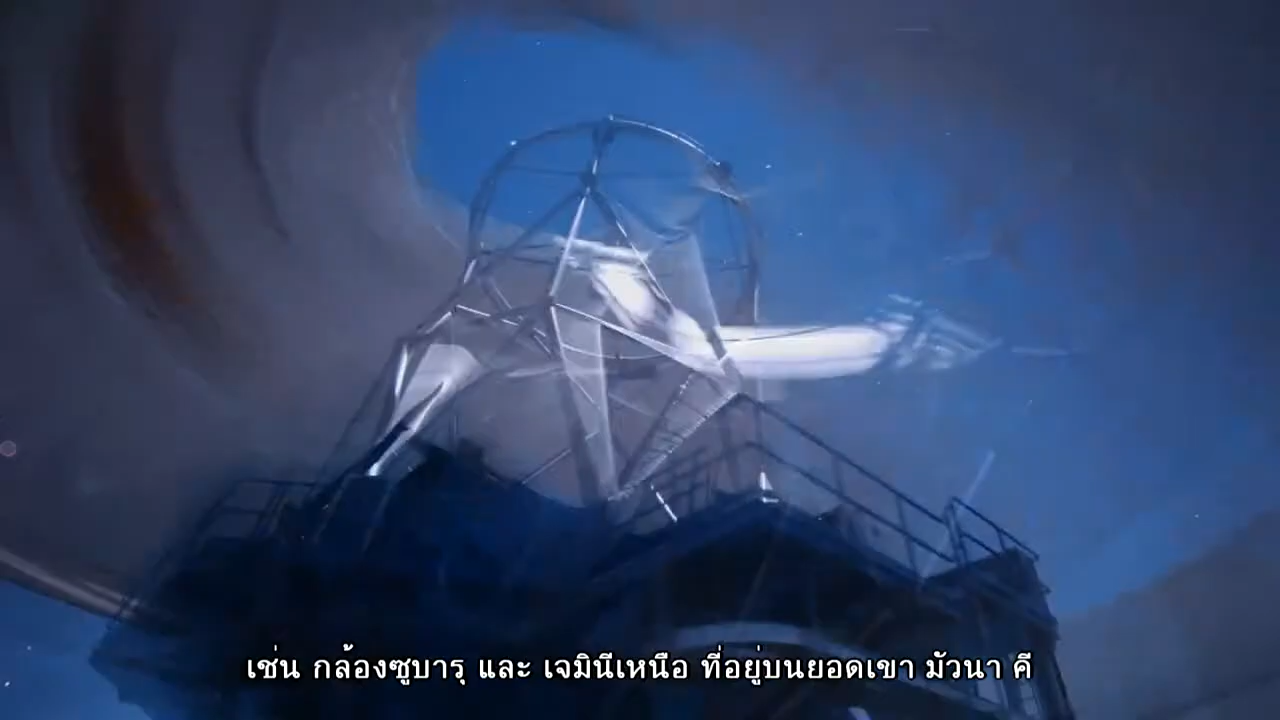 เช่น กล้องซูบารุ และ เจมินีเหนือ ที่อยู่บนยอดเขา มัวนา คี